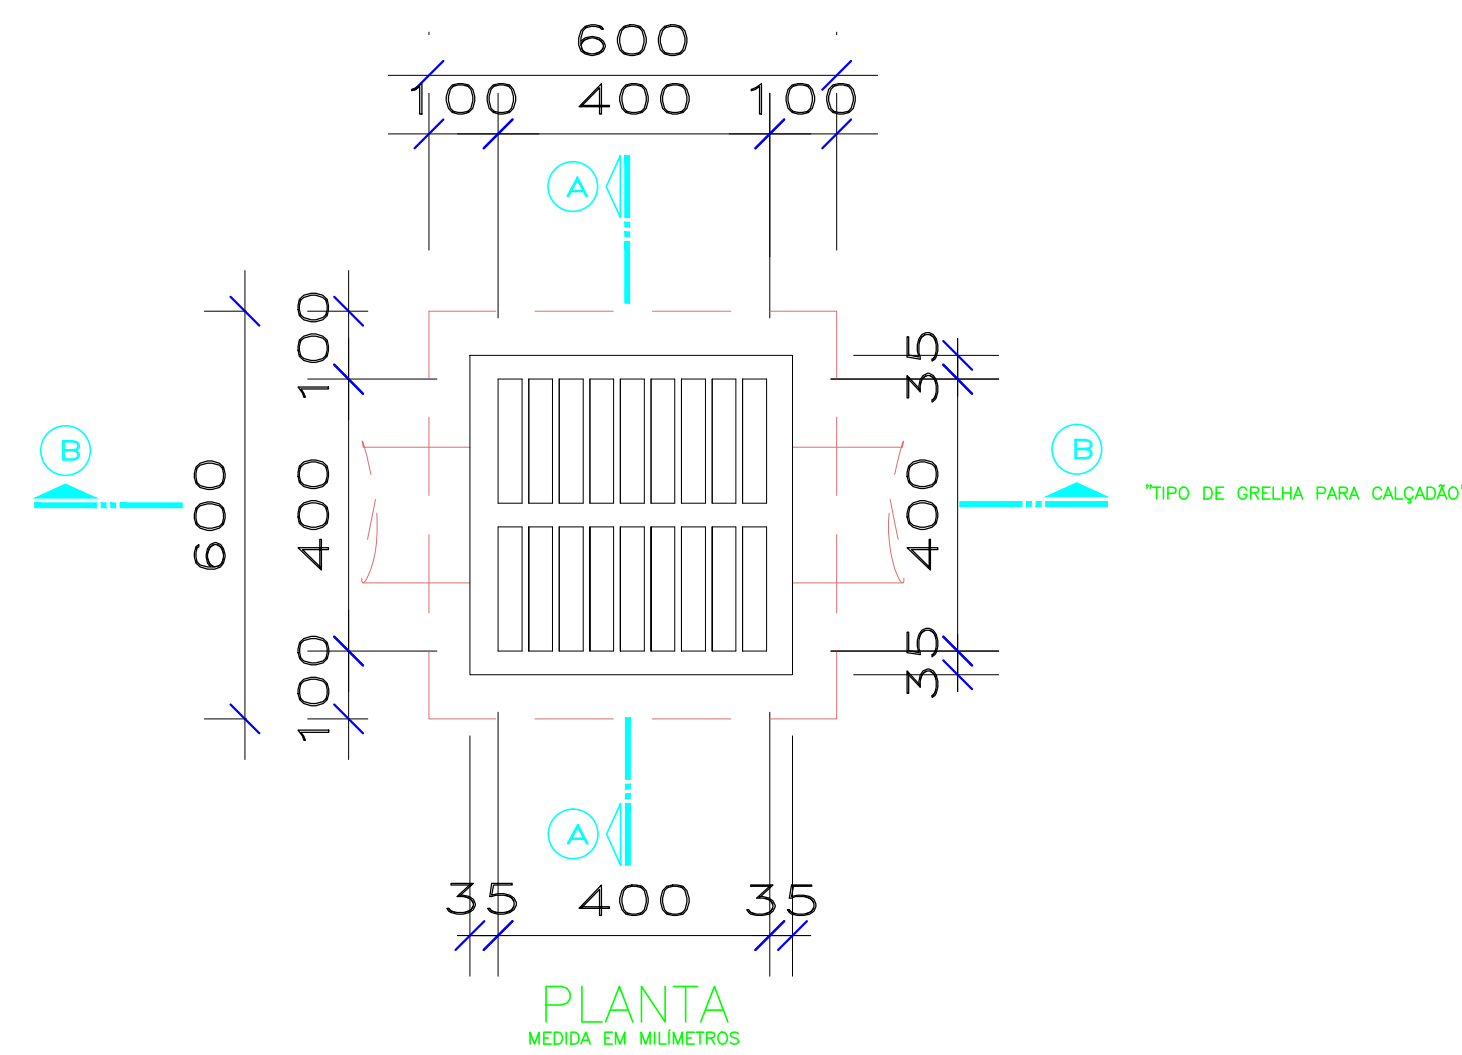 600
100 400 100
A
100
35
B
B
600
400
400
"TIPO DE GRELHA PARA CALÇADÃO"
100
35
A
35 400 35
PLANTA
MEDIDA EM MILÍMETROS